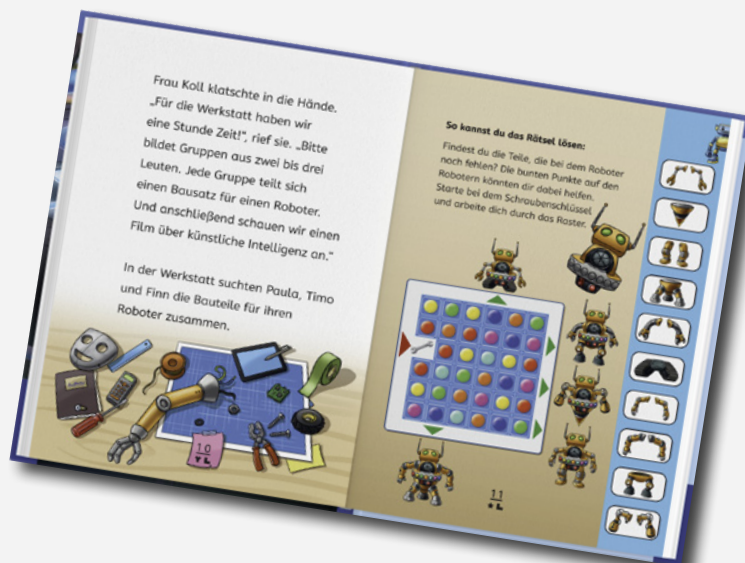 Frau Koll klatschte in die Hände.
„Für die Werkstatt haben wir
eine Stunde Zeit!“, rief sie. „Bitte
bildet Gruppen aus zwei bis drei
Leuten. Jede Gruppe teilt sich
einen Bausatz für einen Roboter.
Und anschließend schauen wir einen
Film über künstliche Intelligenz an.“
In der Werkstatt suchten Paula, Timo
und Finn die Bauteile für ihren
Roboter zusammen.
10
So kannst du das Rätsel lösen:
Findest du die Teile, die bei dem Roboter
noch fehlen? Die bunten Punkte auf den
Robotern könnten dir dabei helfen.
Starte bei dem Schraubenschlüssel
und arbeite dich durch das Raster.
11